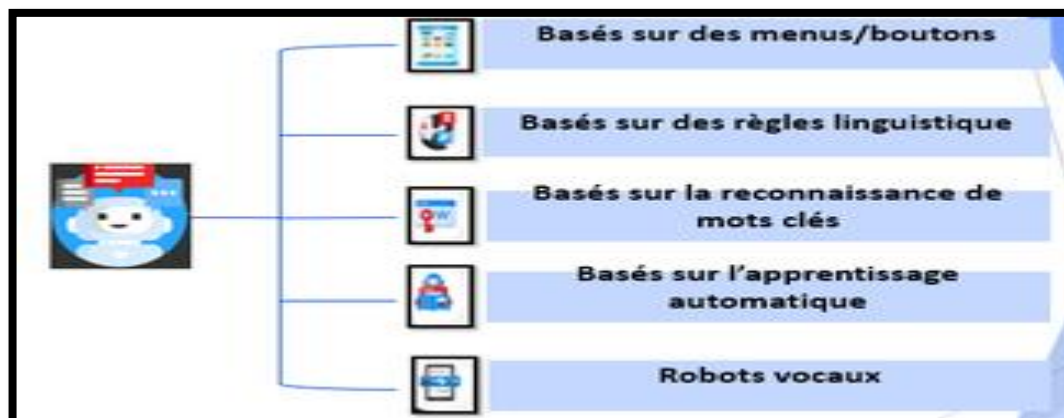 Basés sur des menus/boutons
Basés sur des règles linguistique
Basés sur la reconnaissance de
mots clés
Basés sur l’apprentissage
automatique
Robots vocaux